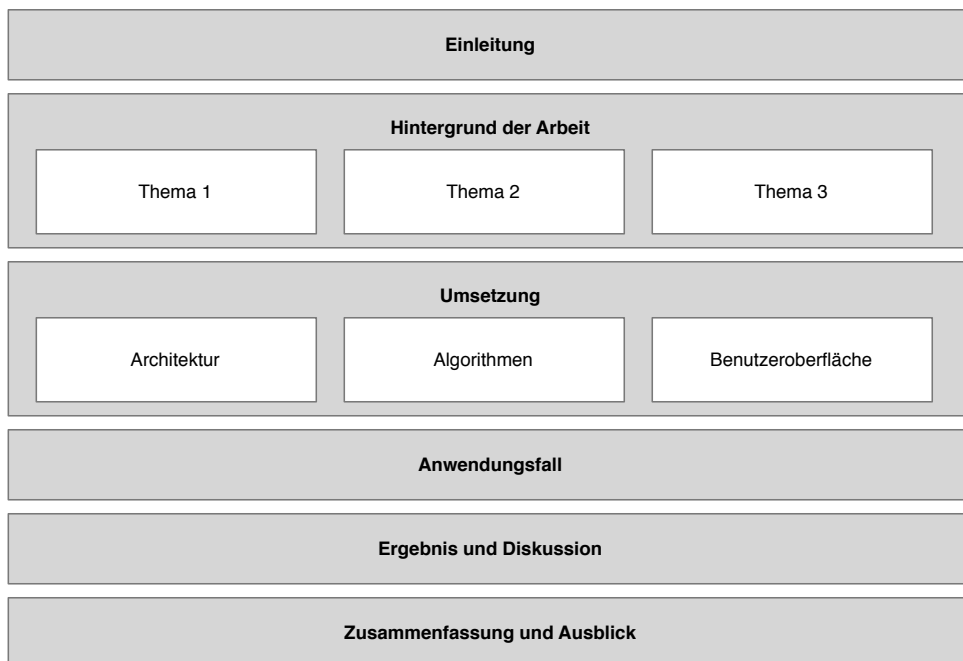 Einleitung
Hintergrund der Arbeit
Thema 1
Thema 2
Thema 3
Umsetzung
Architektur
Algorithmen
Benutzeroberfläche
Anwendungsfall
Ergebnis und Diskussion
Zusammenfassung und Ausblick